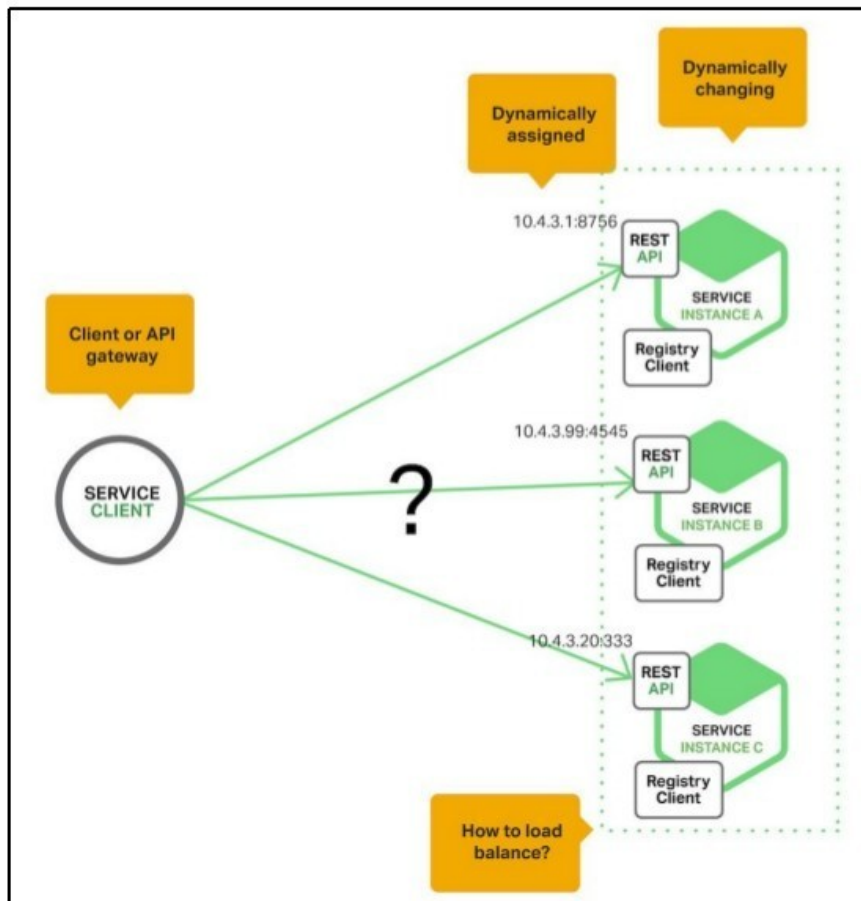 Dynamically
changing
Dynamically
assigned
10.4.3.1:8756
REST
API
SERVICE
INSTANCE A
Registry
Client
Client or API
gateway
SERVICE
CLIENT
?
10.4.3.99:4545
REST
API
SERVICE
INSTANCE B
Registry
Client
10.4.3.20:333
REST
API
SERVICE
INSTANCE C
Registry
Client
How to load
balance?